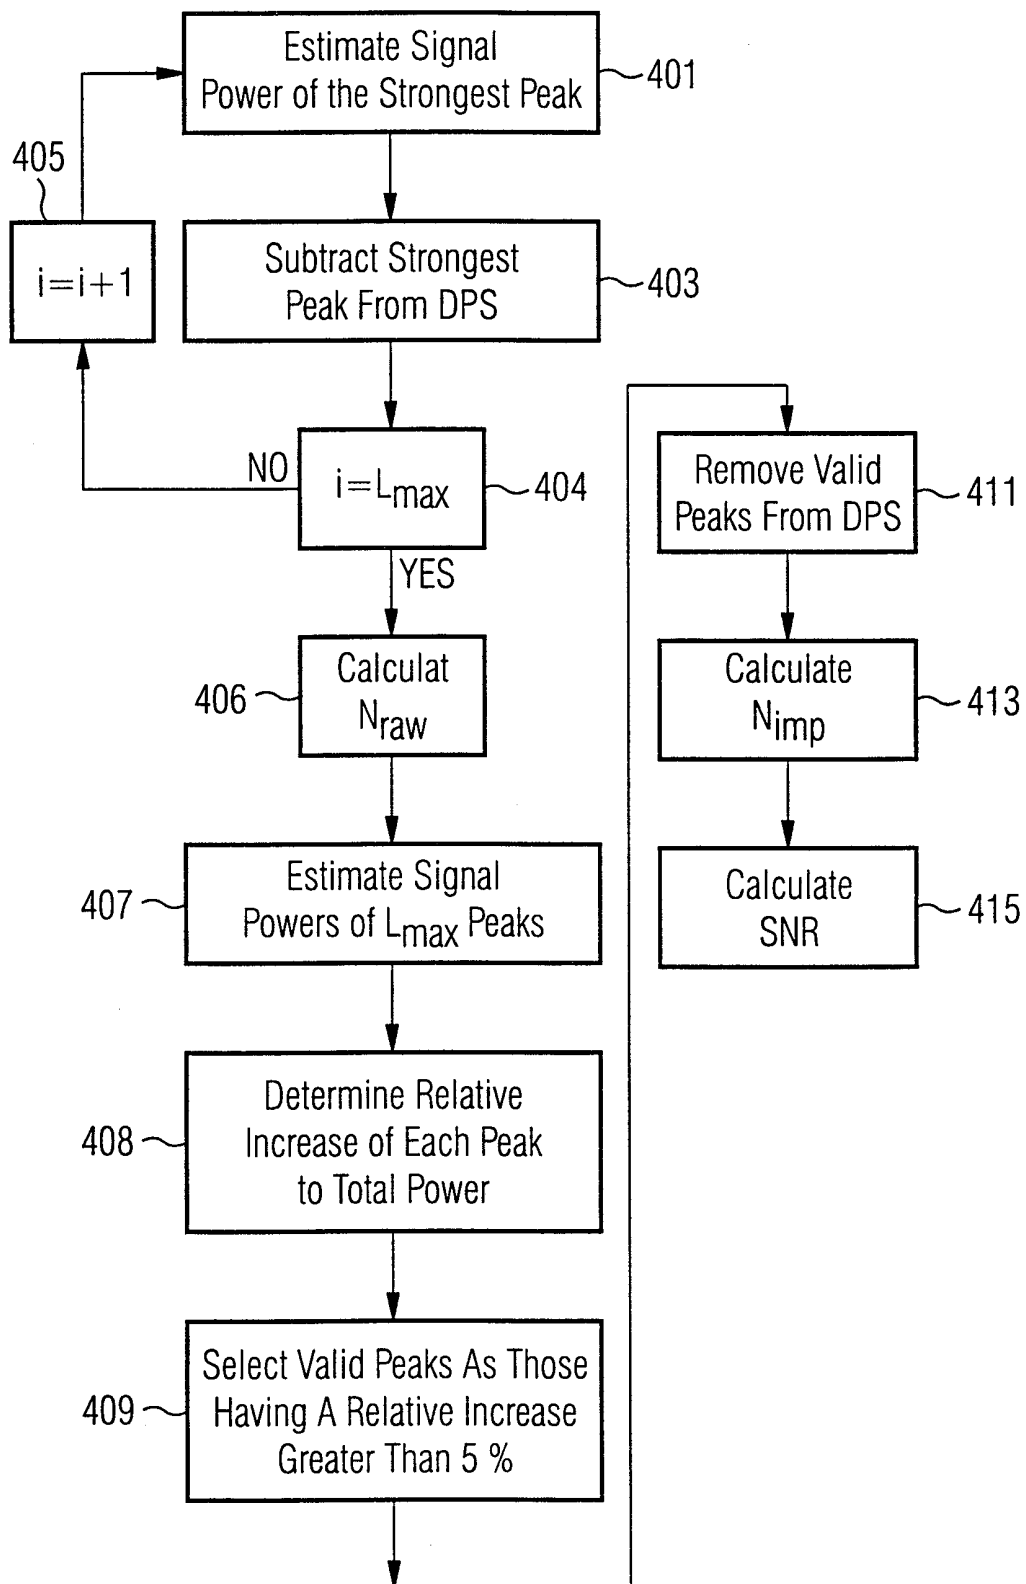 Estimate Signal
Power of the Strongest Peak
401
405
i=i+1
Subtract Strongest
Peak From DPS
403
NO
i=Lmax
404
YES
Calculat
Nraw
406
Estimate Signal
Powers of Lmax Peaks
407
Determine Relative
Increase of Each Peak
to Total Power
408
Select Valid Peaks As Those
Having A Relative Increase
Greater Than 5 %
409
Remove Valid
Peaks From DPS
411
Calculate
Nimp
413
Calculate
SNR
415